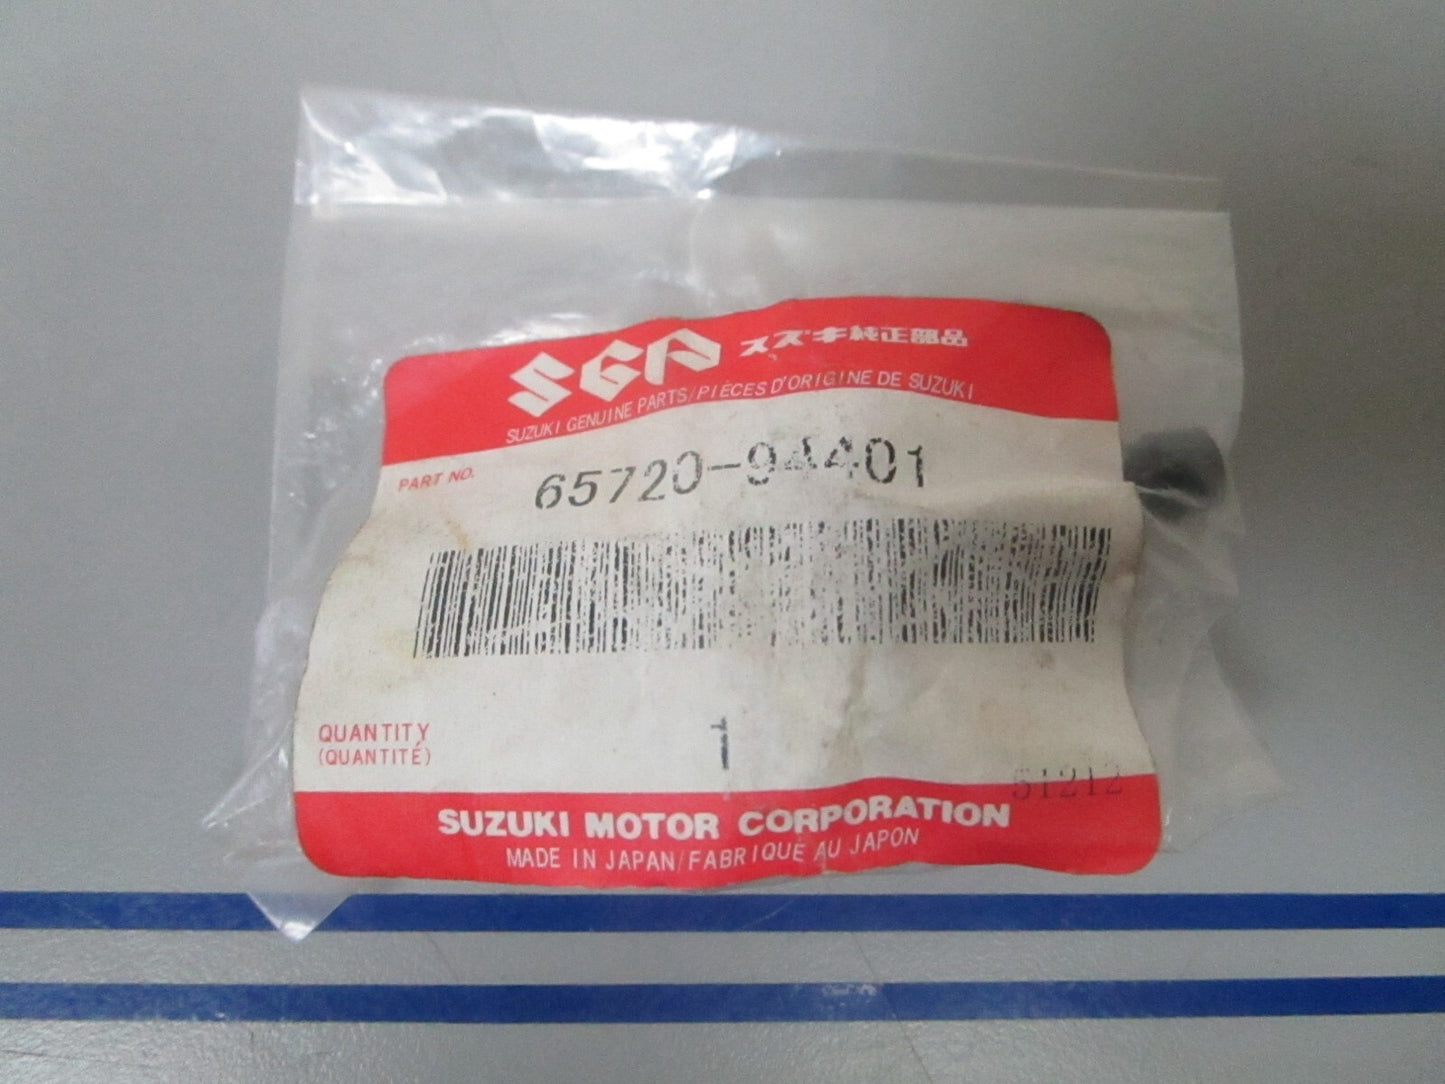 SGP スズキ純正部品
SUZUKI GENUINE PARTS/PIÈCES D'ORIGINE DE SUZUKI
PART NO. 65720-94401
QUANTITY
(QUANTITÉ)
1
51212
SUZUKI MOTOR CORPORATION
MADE IN JAPAN/FABRIQUÉ AU JAPON